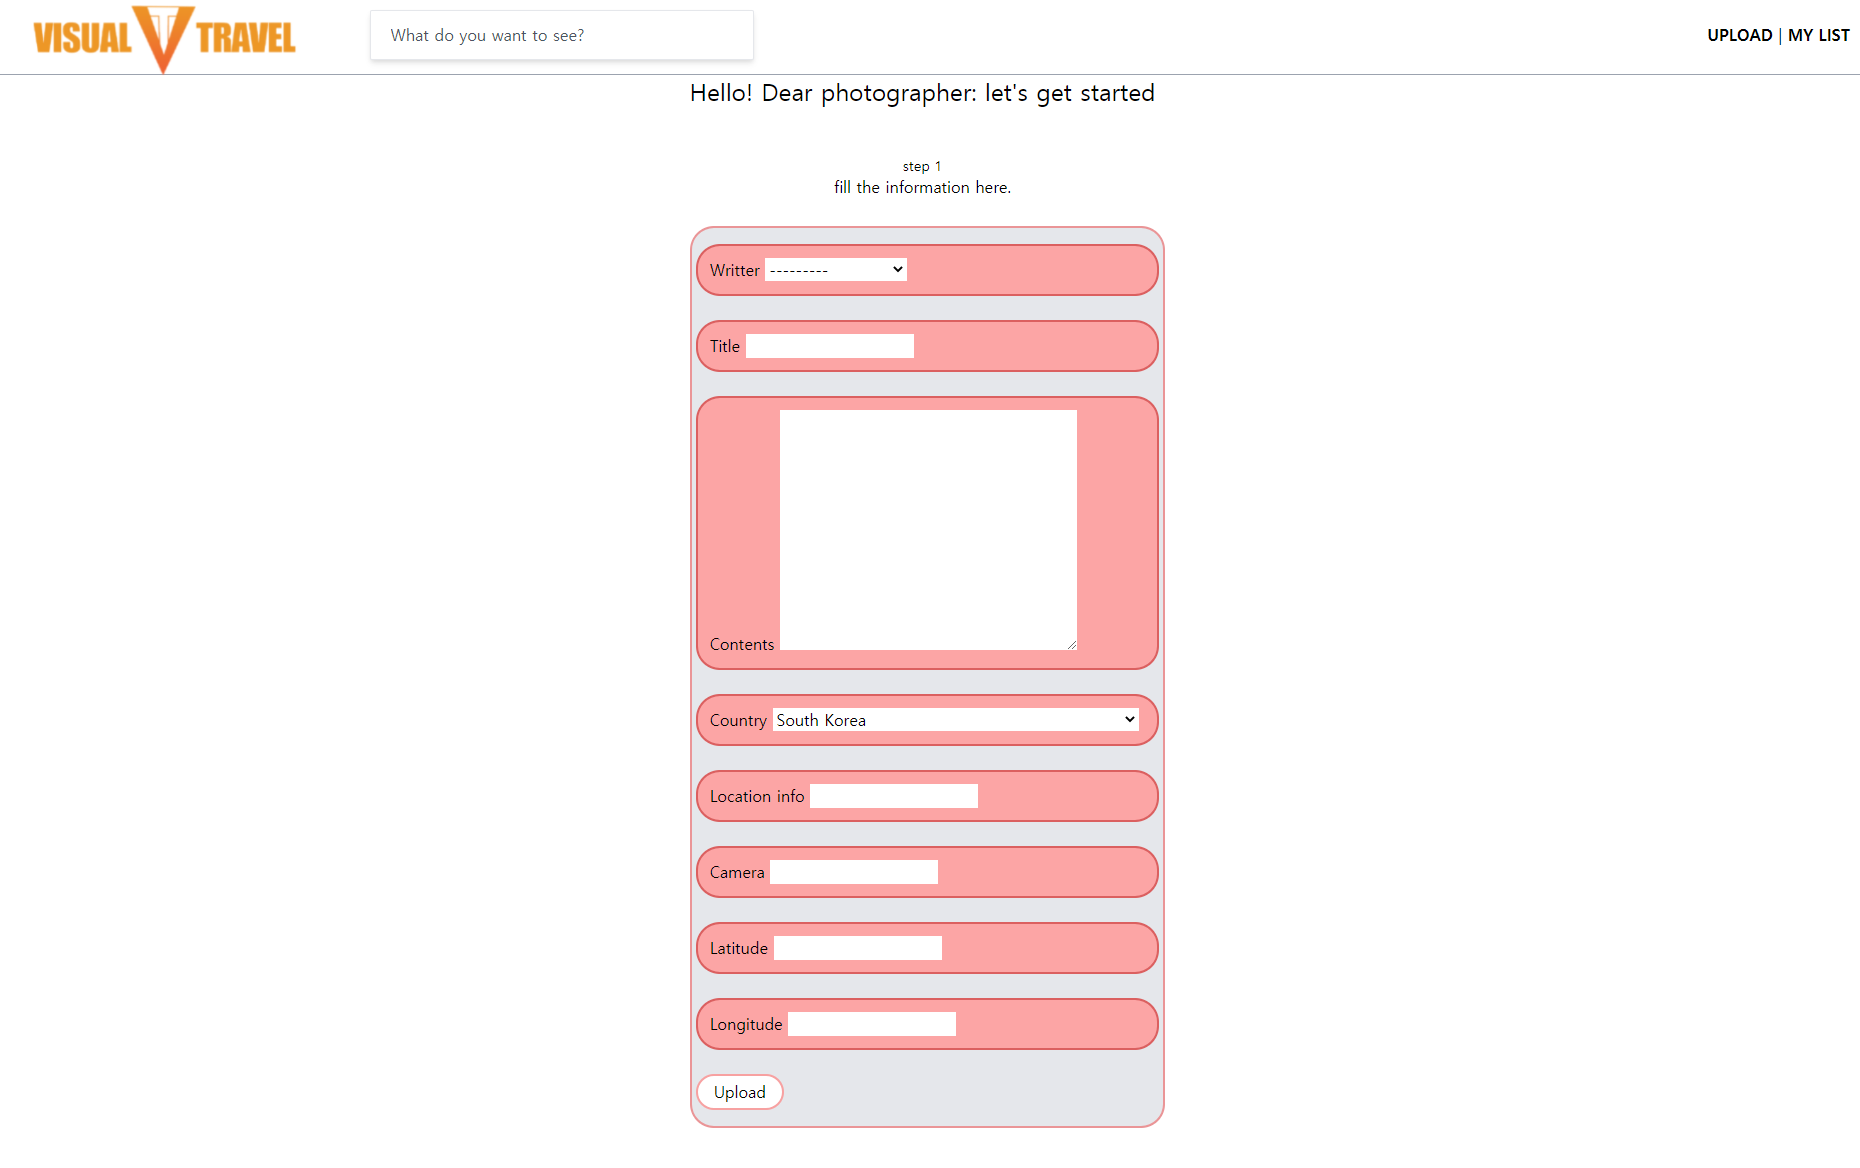 VISUAL VT TRAVEL
What do you want to see?
UPLOAD | MY LIST
Hello! Dear photographer: let's get started
step 1
fill the information here.
Writter ---------
Title
Contents
Country South Korea
Location info
Camera
Latitude
Longitude
Upload